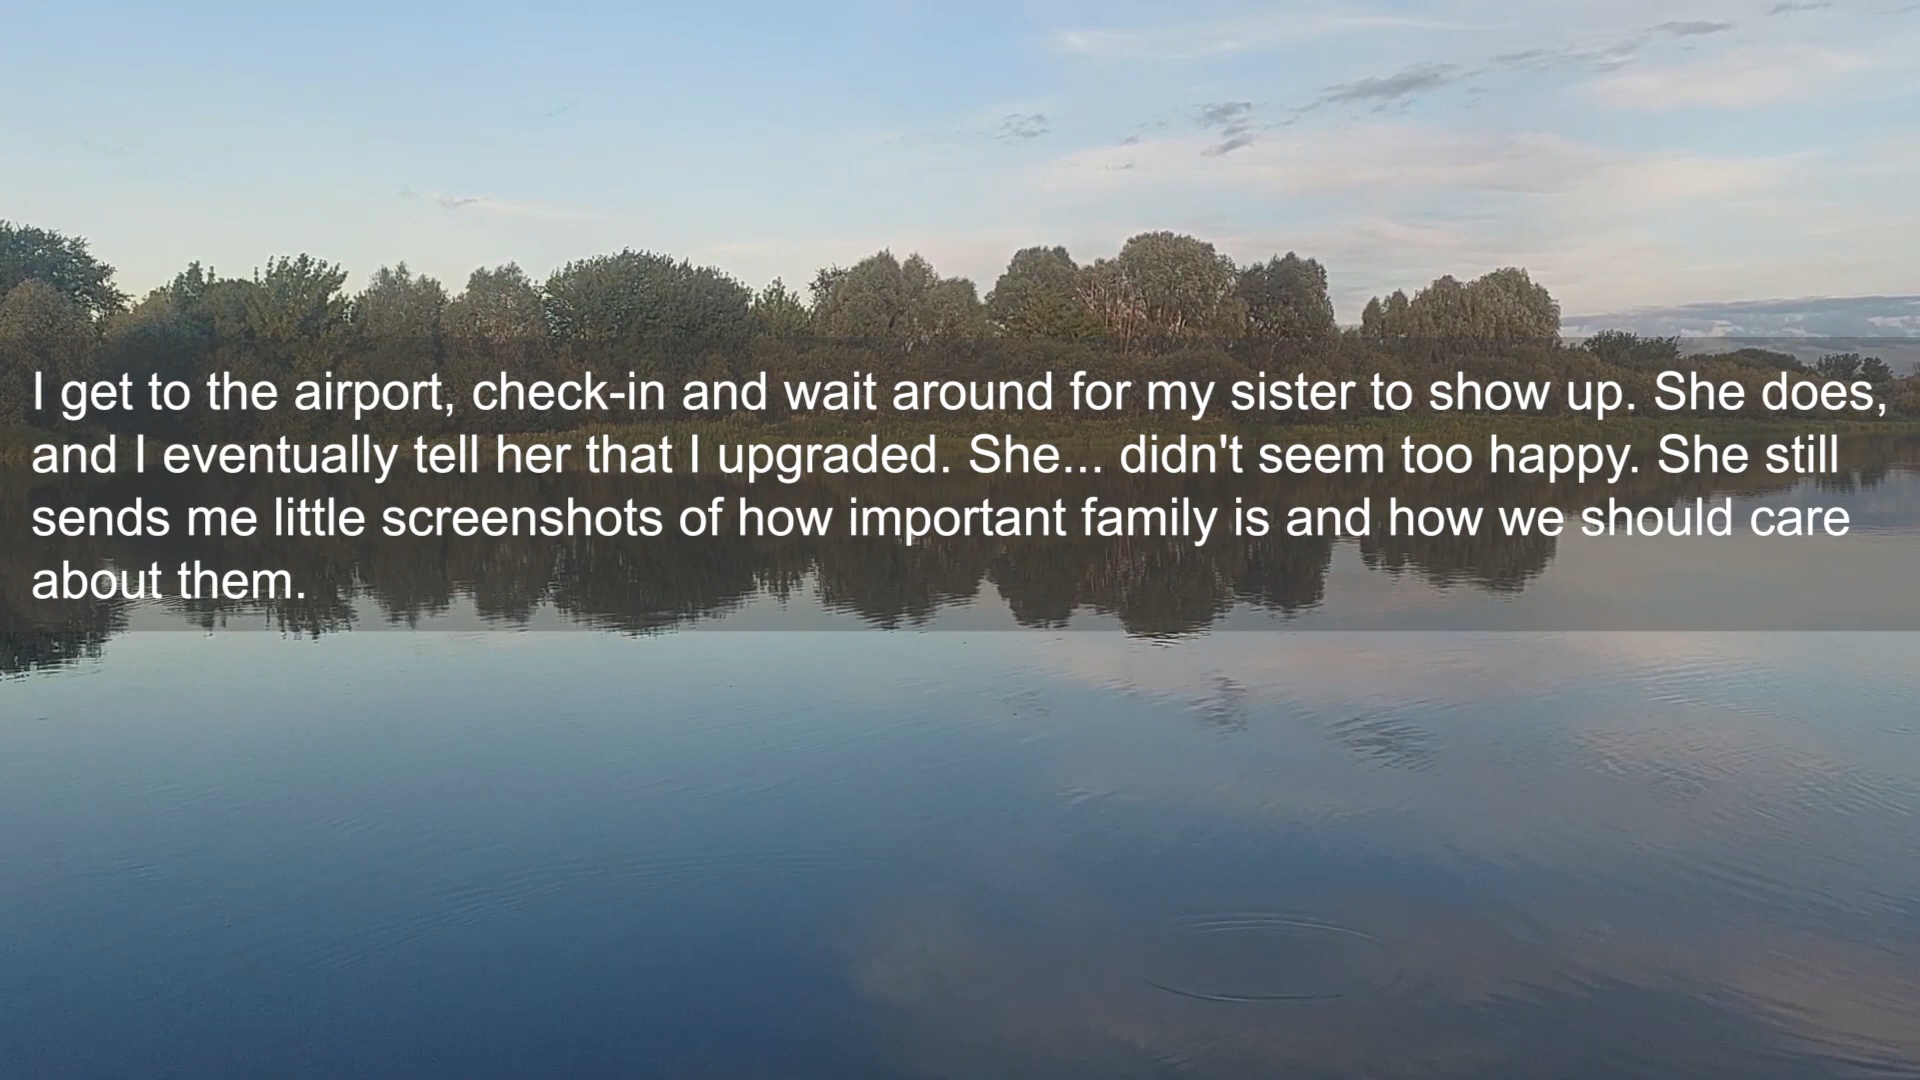 I get to the airport, check-in and wait around for my sister to show up. She does,
and I eventually tell her that I upgraded. She... didn't seem too happy. She still
sends me little screenshots of how important family is and how we should care
about them.